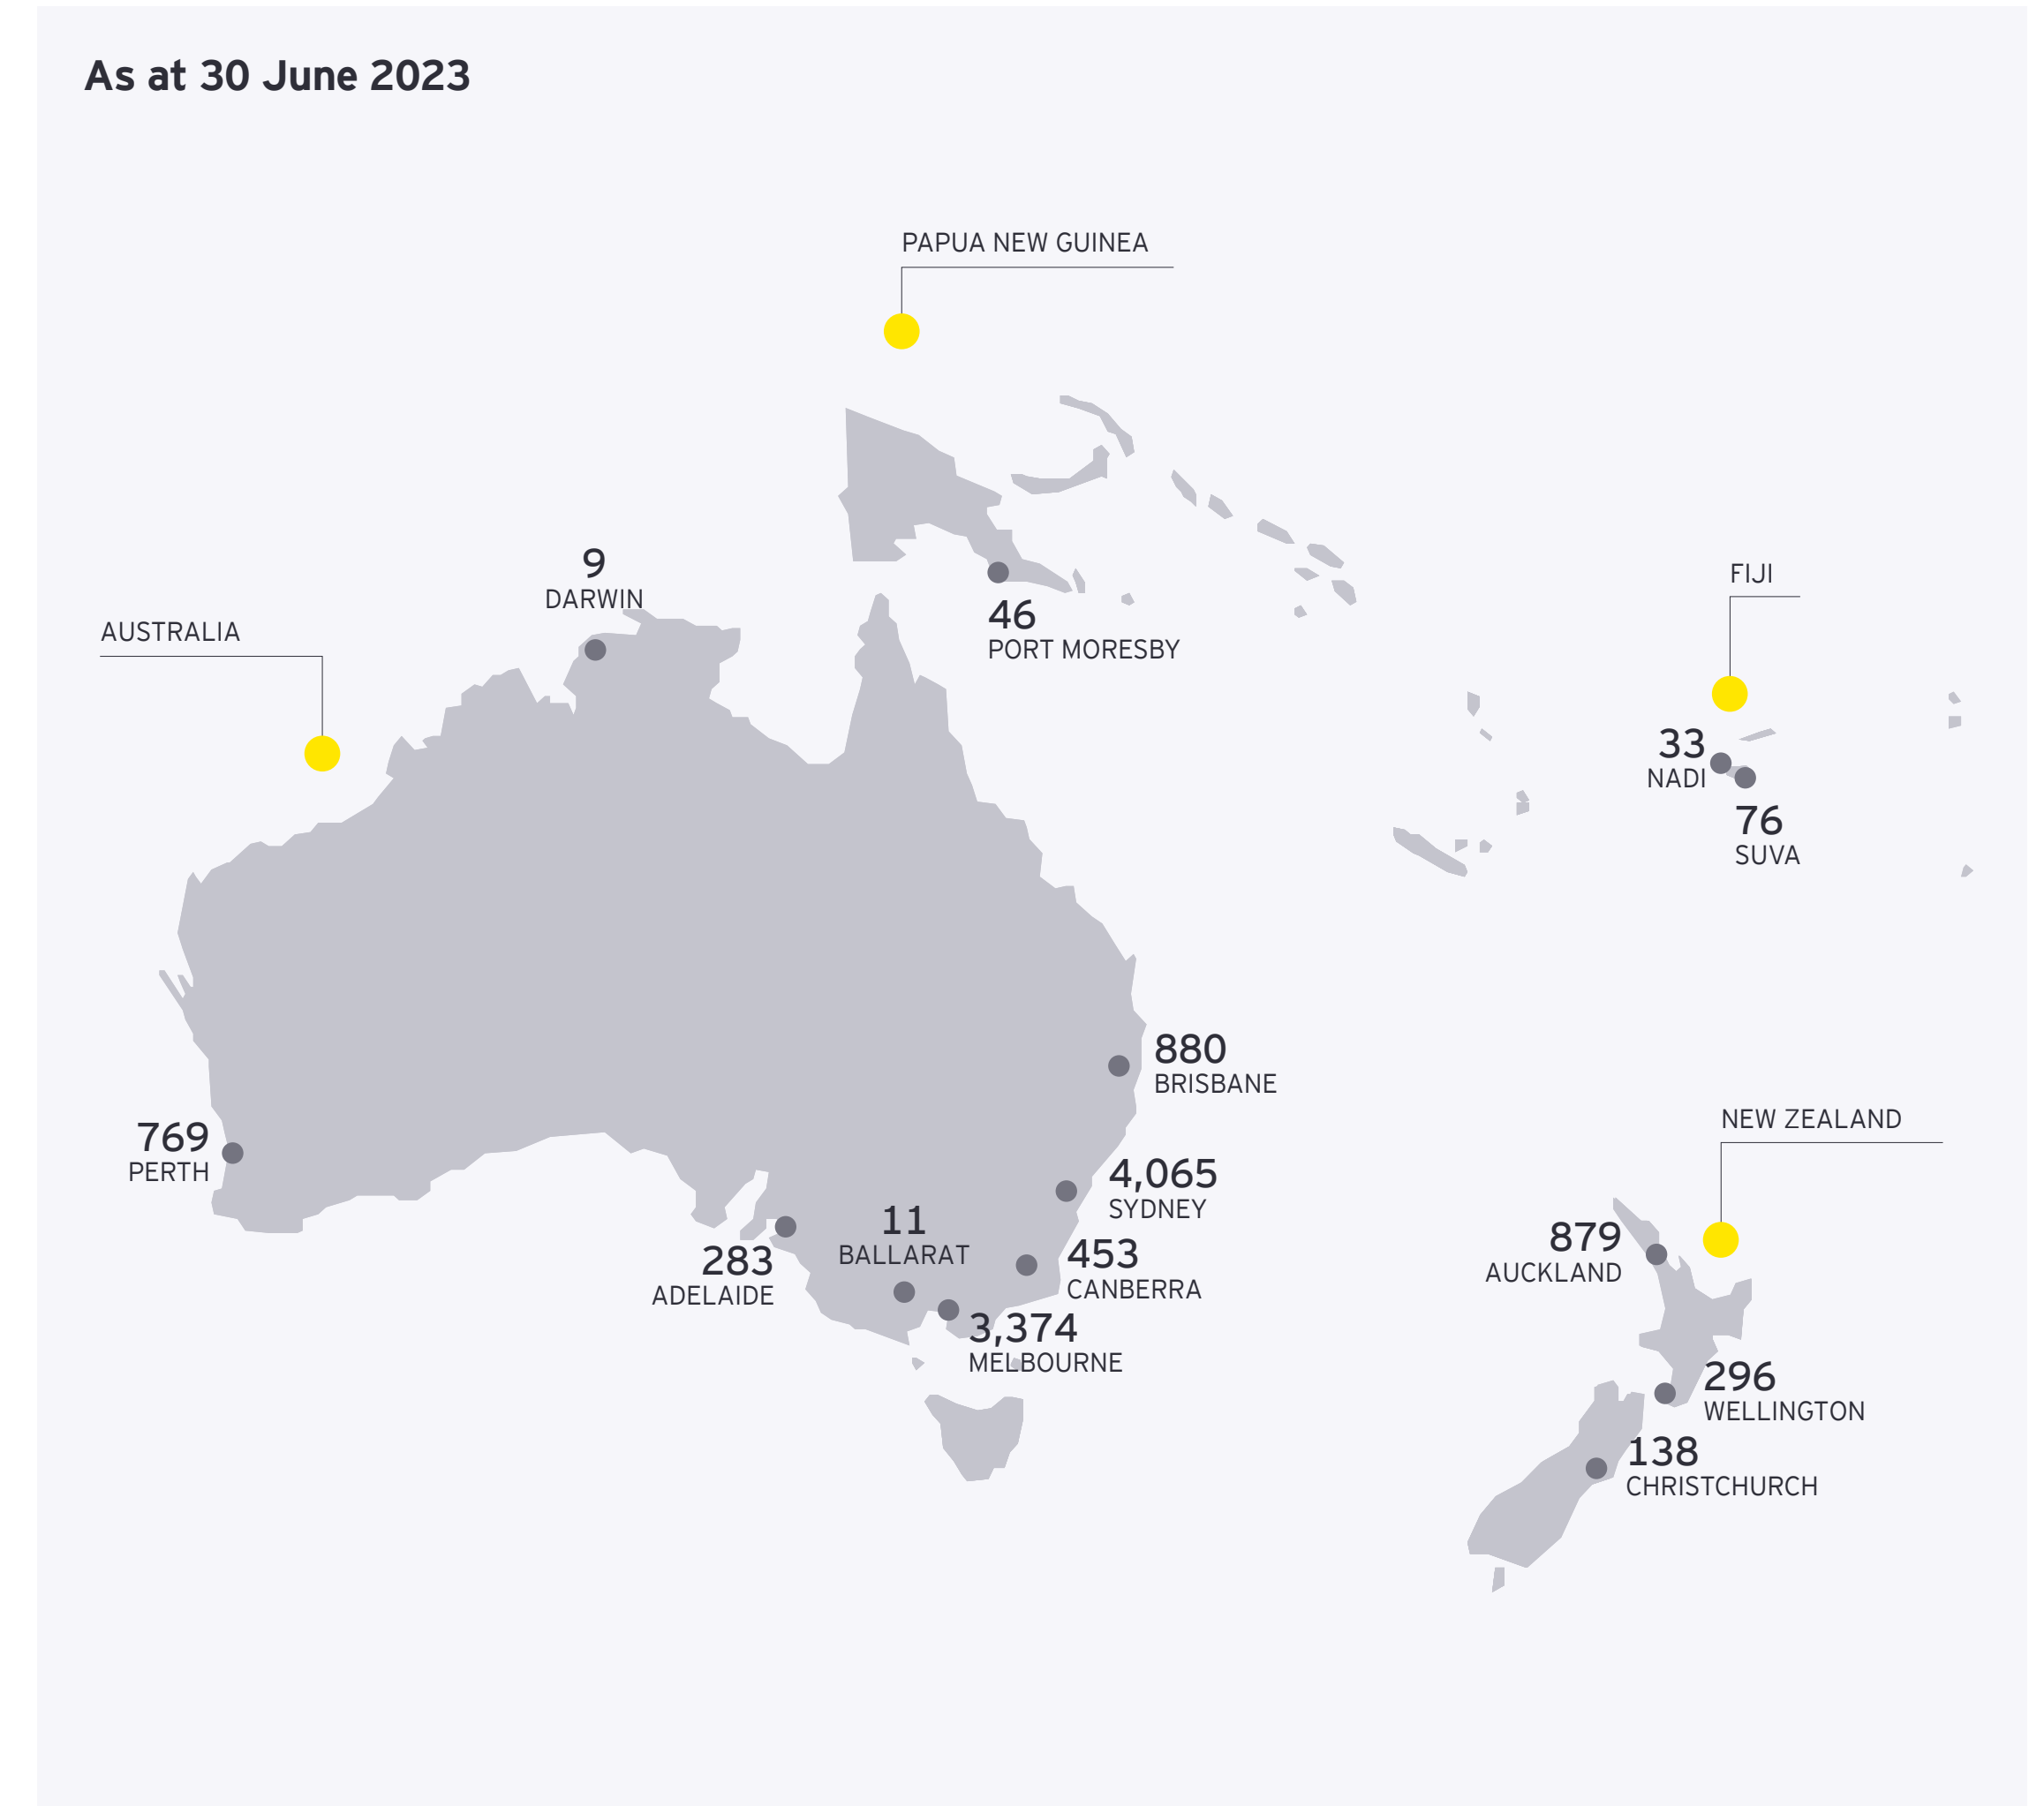 As at 30 June 2023
PAPUA NEW GUINEA
9
DARWIN
46
PORT MORESBY
AUSTRALIA
FIJI
33
NADI
76
SUVA
880
BRISBANE
769
PERTH
4,065
SYDNEY
11
BALLARAT
453
CANBERRA
283
ADELAIDE
3,374
MELBOURNE
NEW ZEALAND
879
AUCKLAND
296
WELLINGTON
138
CHRISTCHURCH